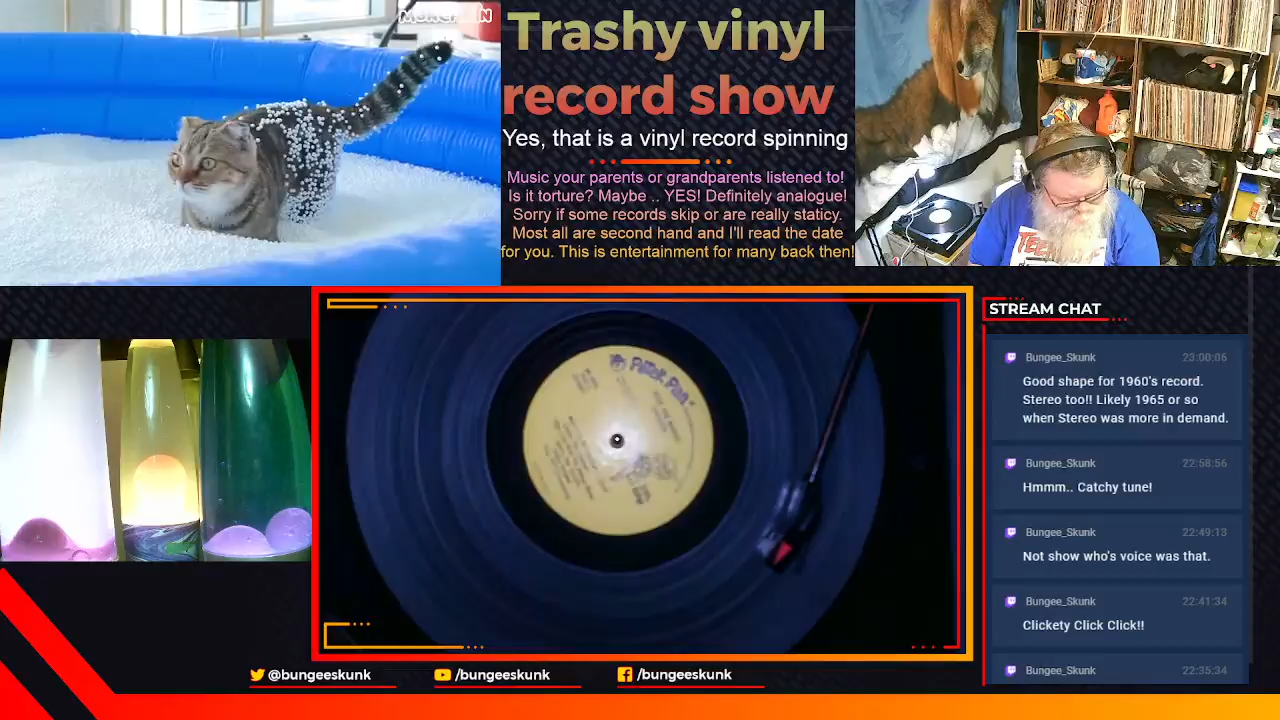 Trashy vinyl
record show
Yes, that is a vinyl record spinning
Music your parents or grandparents listened to!
Is it torture? Maybe .. YES! Definitely analogue!
Sorry if some records skip or are really staticy.
Most all are second hand and I'll read the date
for you. This is entertainment for many back then!
Peter Pan
STREAM CHAT
Bungee_Skunk 23:00:06
Good shape for 1960's record.
Stereo too!! Likely 1965 or so
when Stereo was more in demand.
Bungee_Skunk 22:58:56
Hmmm.. Catchy tune!
Bungee_Skunk 22:49:13
Not show who's voice was that.
Bungee_Skunk 22:41:34
Clickety Click Click!!
Bungee_Skunk 22:35:34
@bungeeskunk
/bungeeskunk
/bungeeskunk